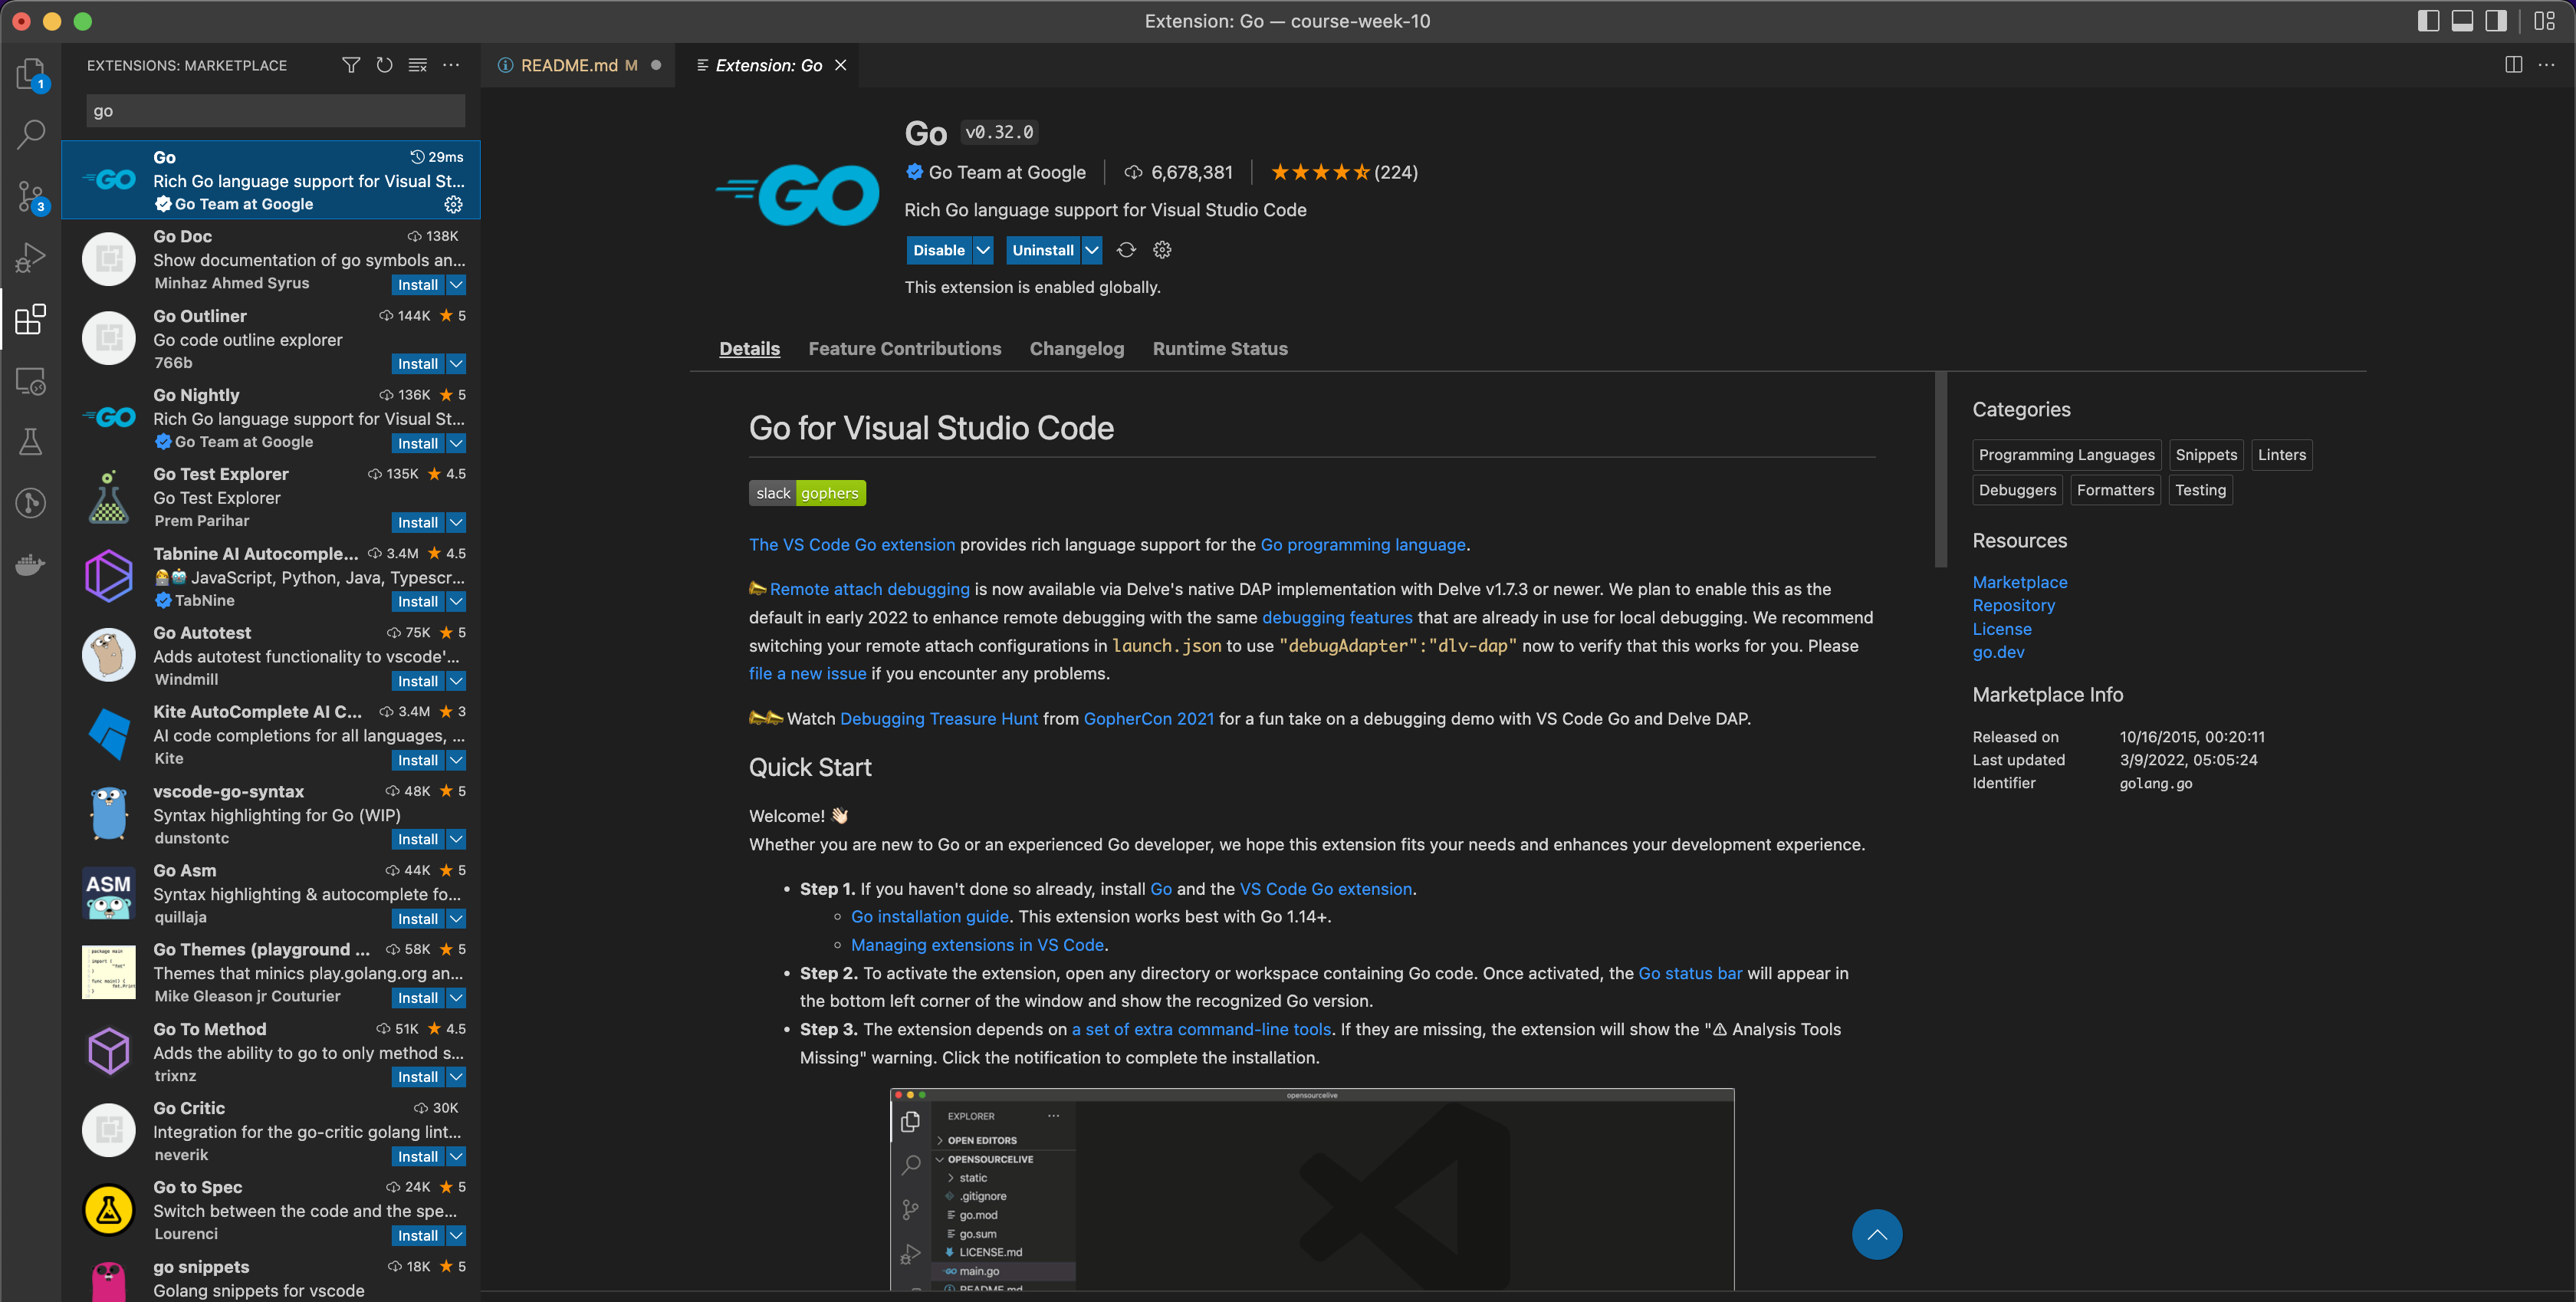 Extension: Go — course-week-10
1
3
EXTENSIONS: MARKETPLACE
go
Go 29ms
Rich Go language support for Visual St...
Go Team at Google
Go Doc 138K
Show documentation of go symbols an...
Minhaz Ahmed Syrus Install
Go Outliner 144K ★ 5
Go code outline explorer
766b Install
Go Nightly 136K ★ 5
Rich Go language support for Visual St...
Go Team at Google Install
Go Test Explorer 135K ★ 4.5
Go Test Explorer
Prem Parihar Install
Tabnine AI Autocomple... 3.4M ★ 4.5
JavaScript, Python, Java, Typescr...
TabNine Install
Go Autotest 75K ★ 5
Adds autotest functionality to vscode'...
Windmill Install
Kite AutoComplete AI C... 3.4M ★ 3
AI code completions for all languages, ...
Kite Install
vscode-go-syntax 48K ★ 5
Syntax highlighting for Go (WIP)
dunstontc Install
ASM
Go Asm 44K ★ 5
Syntax highlighting & autocomplete fo...
quillaja Install
Go Themes (playground ... 58K ★ 5
Themes that minics play.golang.org an...
Mike Gleason jr Couturier Install
Go To Method 51K ★ 4.5
Adds the ability to go to only method s...
trixnz Install
Go Critic 30K
Integration for the go-critic golang lint...
neverik Install
Go to Spec 24K ★ 5
Switch between the code and the spe...
Lourenci Install
go snippets 18K ★ 5
Golang snippets for vscode
README.md M
Extension: Go
GO
Go v0.32.0
Go Team at Google 6,678,381 (224)
Rich Go language support for Visual Studio Code
Disable Uninstall
This extension is enabled globally.
Details Feature Contributions Changelog Runtime Status
Go for Visual Studio Code
slack gophers
The VS Code Go extension provides rich language support for the Go programming language.
Remote attach debugging is now available via Delve's native DAP implementation with Delve v1.7.3 or newer. We plan to enable this as the
default in early 2022 to enhance remote debugging with the same debugging features that are already in use for local debugging. We recommend
switching your remote attach configurations in launch.json to use "debugAdapter":"dlv-dap" now to verify that this works for you. Please
file a new issue if you encounter any problems.
Watch Debugging Treasure Hunt from GopherCon 2021 for a fun take on a debugging demo with VS Code Go and Delve DAP.
Quick Start
Welcome! 👋🏻
Whether you are new to Go or an experienced Go developer, we hope this extension fits your needs and enhances your development experience.
• Step 1. If you haven't done so already, install Go and the VS Code Go extension.
◦ Go installation guide. This extension works best with Go 1.14+.
◦ Managing extensions in VS Code.
• Step 2. To activate the extension, open any directory or workspace containing Go code. Once activated, the Go status bar will appear in
the bottom left corner of the window and show the recognized Go version.
• Step 3. The extension depends on a set of extra command-line tools. If they are missing, the extension will show the "⚠ Analysis Tools
Missing" warning. Click the notification to complete the installation.
opensourcelive
EXPLORER
OPEN EDITORS
OPENSOURCELIVE
static
.gitignore
go.mod
go.sum
LICENSE.md
main.go
README.md
Categories
Programming Languages Snippets Linters
Debuggers Formatters Testing
Resources
Marketplace
Repository
License
go.dev
Marketplace Info
Released on 10/16/2015, 00:20:11
Last updated 3/9/2022, 05:05:24
Identifier golang.go